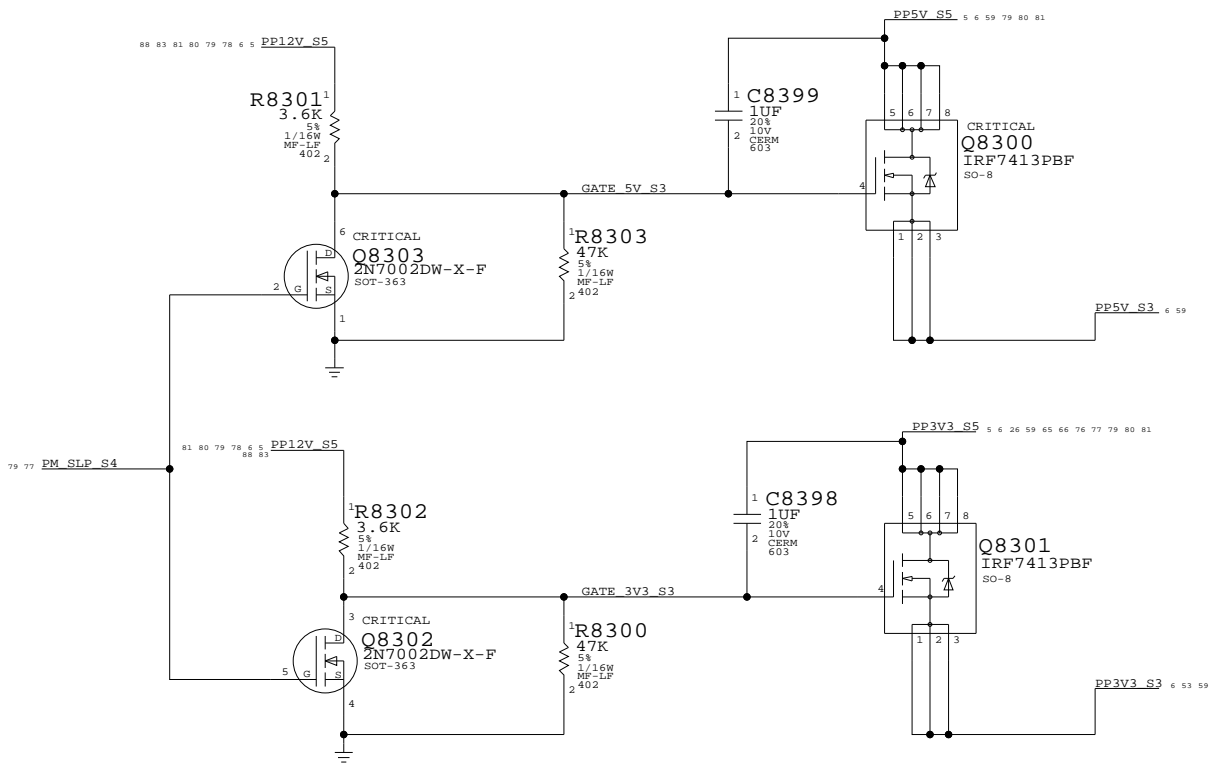 PP5V_S5 5 6 59 79 80 81
88 83 81 80 79 78 6 5 PP12V_S5
R8301
3.6K
5%
1/16W
MF-LF
402
1
2
C8399
1UF
20%
10V
CERM
603
1
2
5 6 7 8
CRITICAL
Q8300
IRF7413PBF
SO-8
4
1 2 3
GATE_5V_S3
6
CRITICAL
Q8303
2N7002DW-X-F
SOT-363
D
G
S
2
1
R8303
47K
5%
1/16W
MF-LF
402
1
2
PP5V_S3 6 59
PP3V3_S5 5 6 26 59 65 66 76 77 79 80 81
81 80 79 78 6 5 PP12V_S5
88 83
79 77 PM_SLP_S4
R8302
3.6K
5%
1/16W
MF-LF
402
1
2
C8398
1UF
20%
10V
CERM
603
1
2
5 6 7 8
Q8301
IRF7413PBF
SO-8
4
1 2 3
GATE_3V3_S3
3
CRITICAL
Q8302
2N7002DW-X-F
SOT-363
D
G
S
5
4
R8300
47K
5%
1/16W
MF-LF
402
1
2
PP3V3_S3 6 53 59